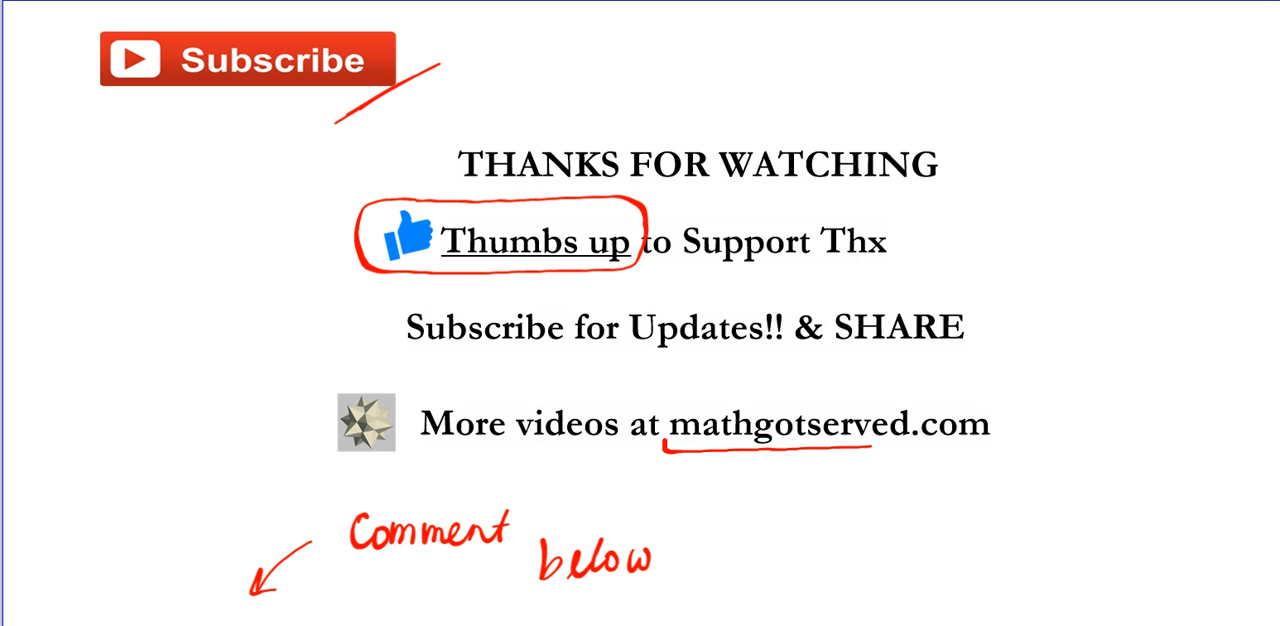 Subscribe
THANKS FOR WATCHING
Thumbs up to Support Thx
Subscribe for Updates!! & SHARE
More videos at mathgotserved.com
Comment below